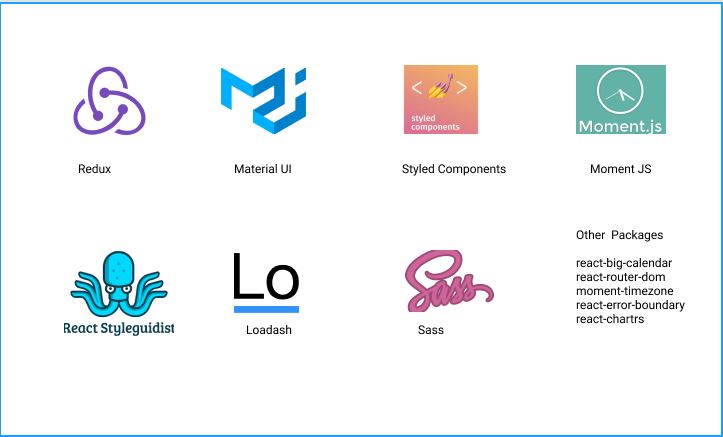 < >
styled
components
Moment.js
Redux
Material UI
Styled Components
Moment JS
React Styleguidist
Lo
Loadash
Sass
Sass
Other Packages
react-big-calendar
react-router-dom
moment-timezone
react-error-boundary
react-chartrs